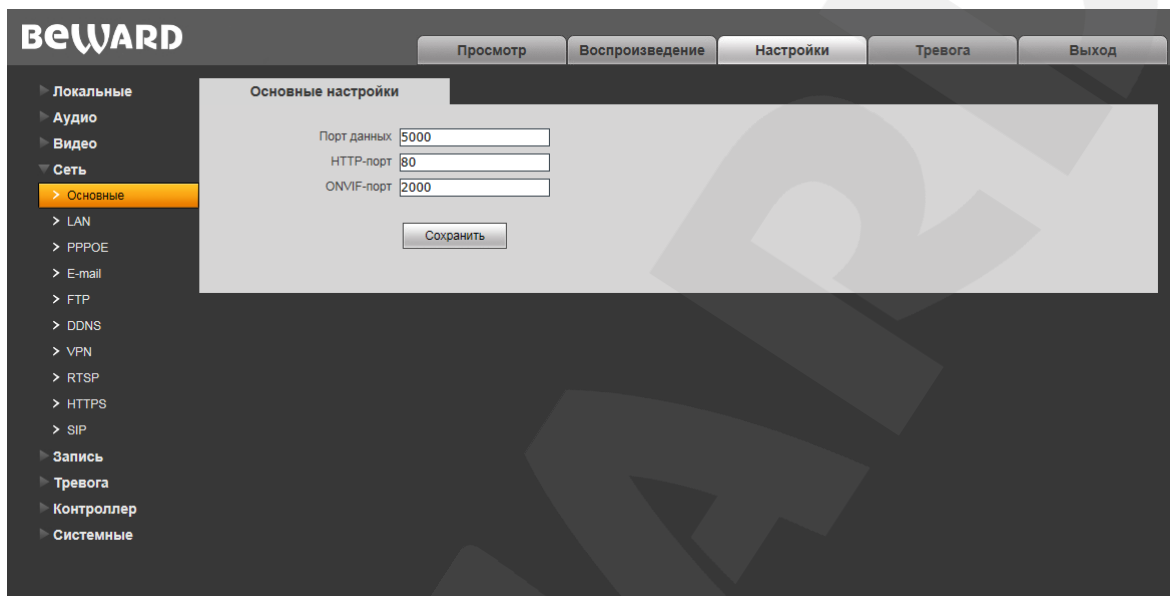 BEWARD
Просмотр
Воспроизведение
Настройки
Тревога
Выход
Локальные
Аудио
Видео
Сеть
Основные
LAN
PPPOE
E-mail
FTP
DDNS
VPN
RTSP
HTTPS
SIP
Запись
Тревога
Контроллер
Системные
Основные настройки
Порт данных 5000
HTTP-порт 80
ONVIF-порт 2000
Сохранить